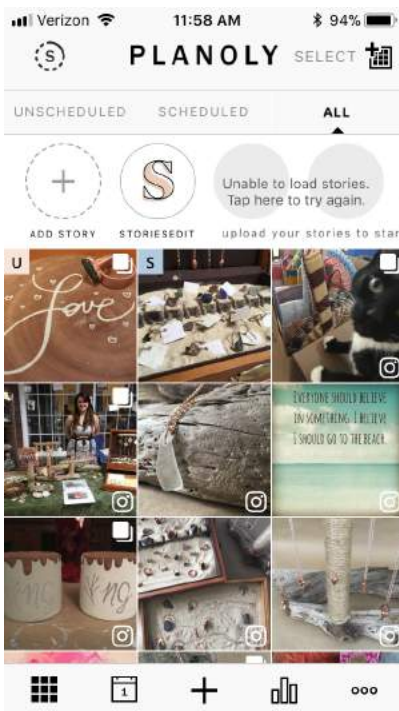 Verizon 11:58 AM 94%
S PLANOLY SELECT
UNSCHEDULED SCHEDULED ALL
S
Unable to load stories.
Tap here to try again.
ADD STORY STORIESEDIT upload your stories to star
U S
love
EVERYONE SHOULD BELIEVE
IN SOMETHING. I BELIEVE
I SHOULD GO TO THE BEACH.
1